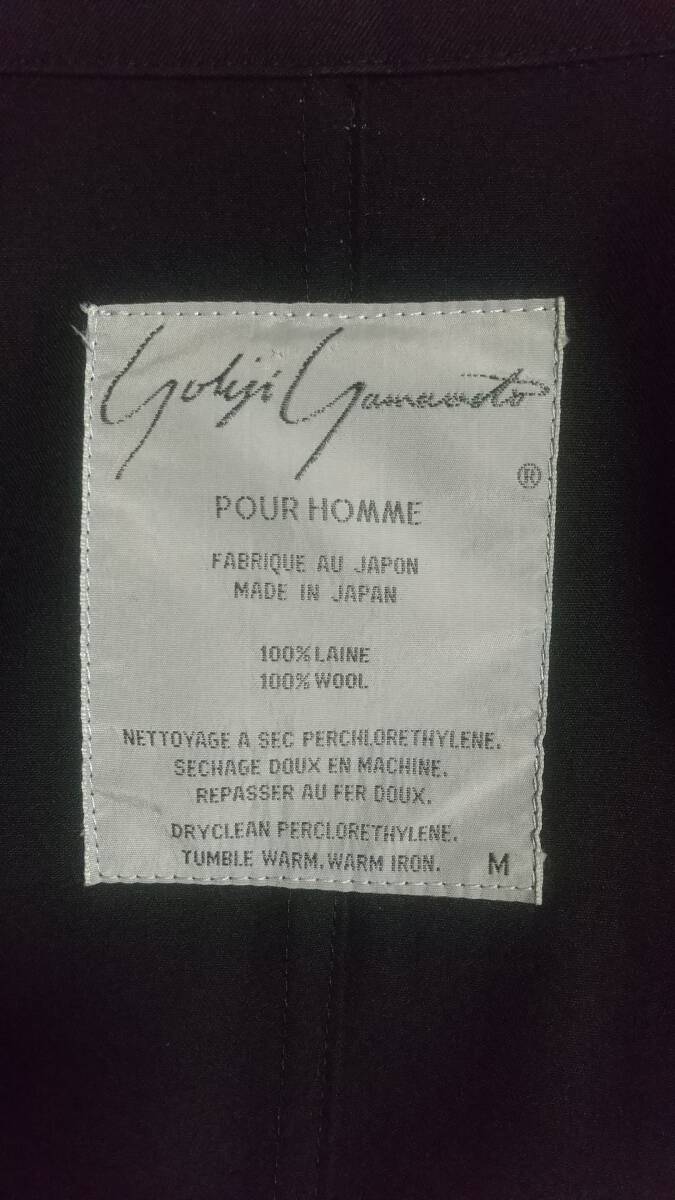 Yohji Yamamoto
®
POUR HOMME
FABRIQUE AU JAPON
MADE IN JAPAN
100% LAINE
100% WOOL
NETTOYAGE A SEC PERCHLORETHYLENE.
SECHAGE DOUX EN MACHINE.
REPASSER AU FER DOUX.
DRYCLEAN PERCLORETHYLENE.
TUMBLE WARM. WARM IRON. M